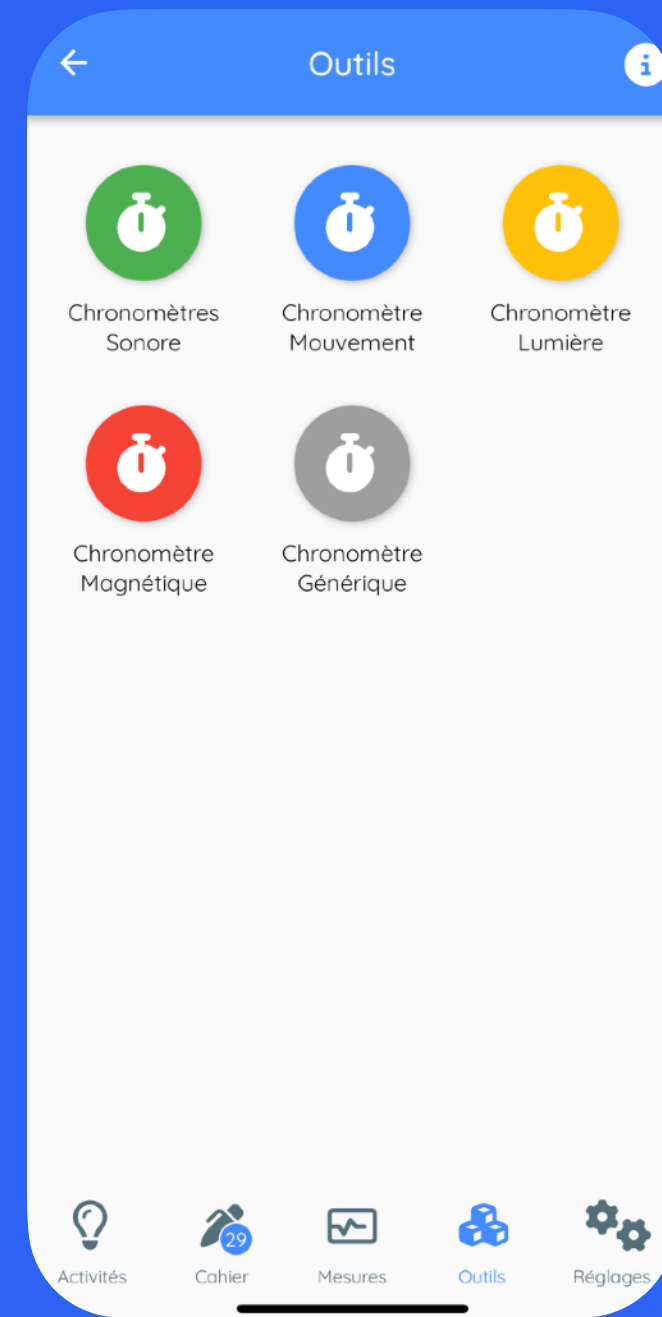 Outils
Chronomètres
Sonore
Chronomètre
Mouvement
Chronomètre
Lumière
Chronomètre
Magnétique
Chronomètre
Générique
29
Activités
Cahier
Mesures
Outils
Réglages